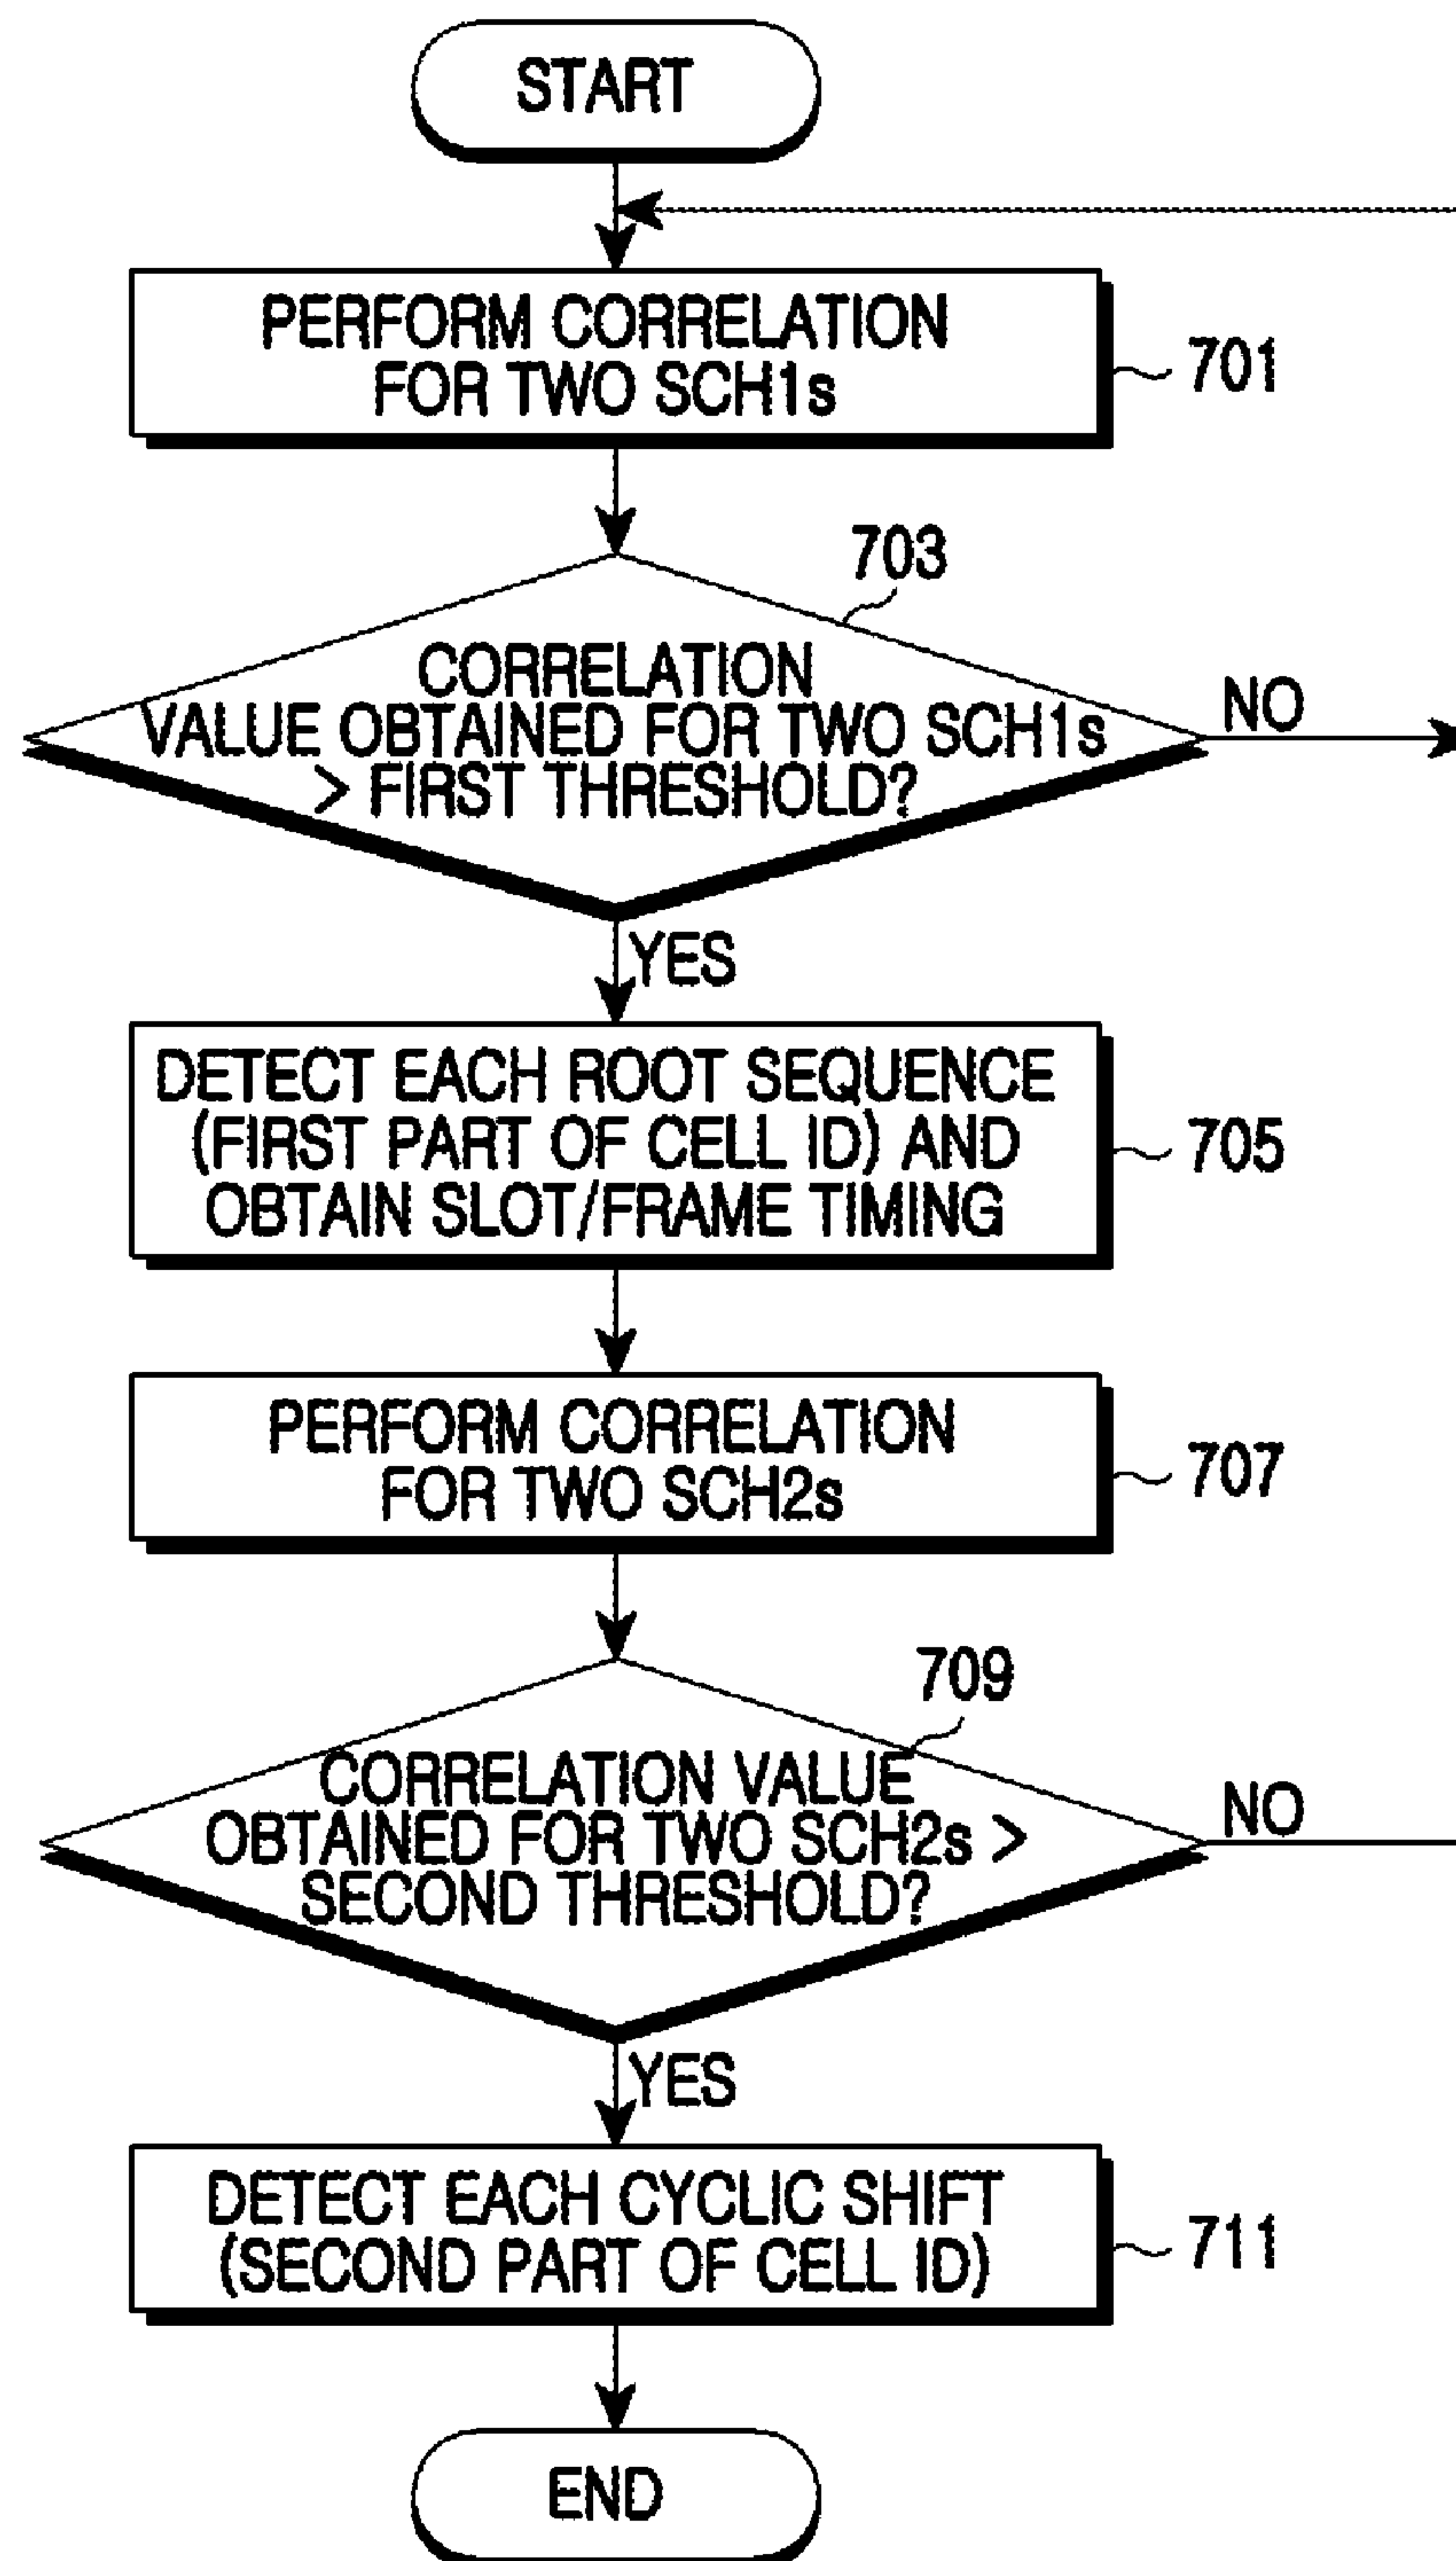 START
PERFORM CORRELATION
FOR TWO SCH1s
701
703
CORRELATION
VALUE OBTAINED FOR TWO SCH1s
> FIRST THRESHOLD?
NO
YES
DETECT EACH ROOT SEQUENCE
(FIRST PART OF CELL ID) AND
OBTAIN SLOT/FRAME TIMING
705
PERFORM CORRELATION
FOR TWO SCH2s
707
709
CORRELATION VALUE
OBTAINED FOR TWO SCH2s >
SECOND THRESHOLD?
NO
YES
DETECT EACH CYCLIC SHIFT
(SECOND PART OF CELL ID)
711
END